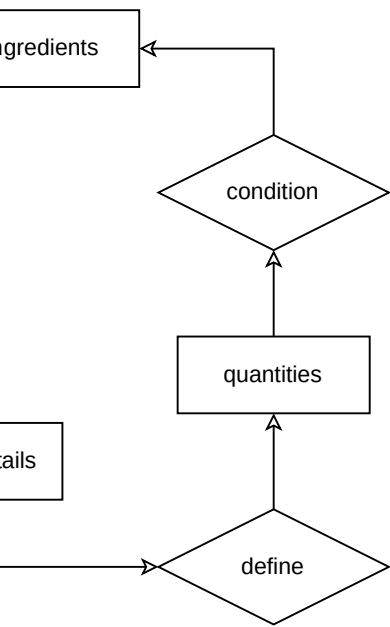 ngredients
condition
quantities
tails
define